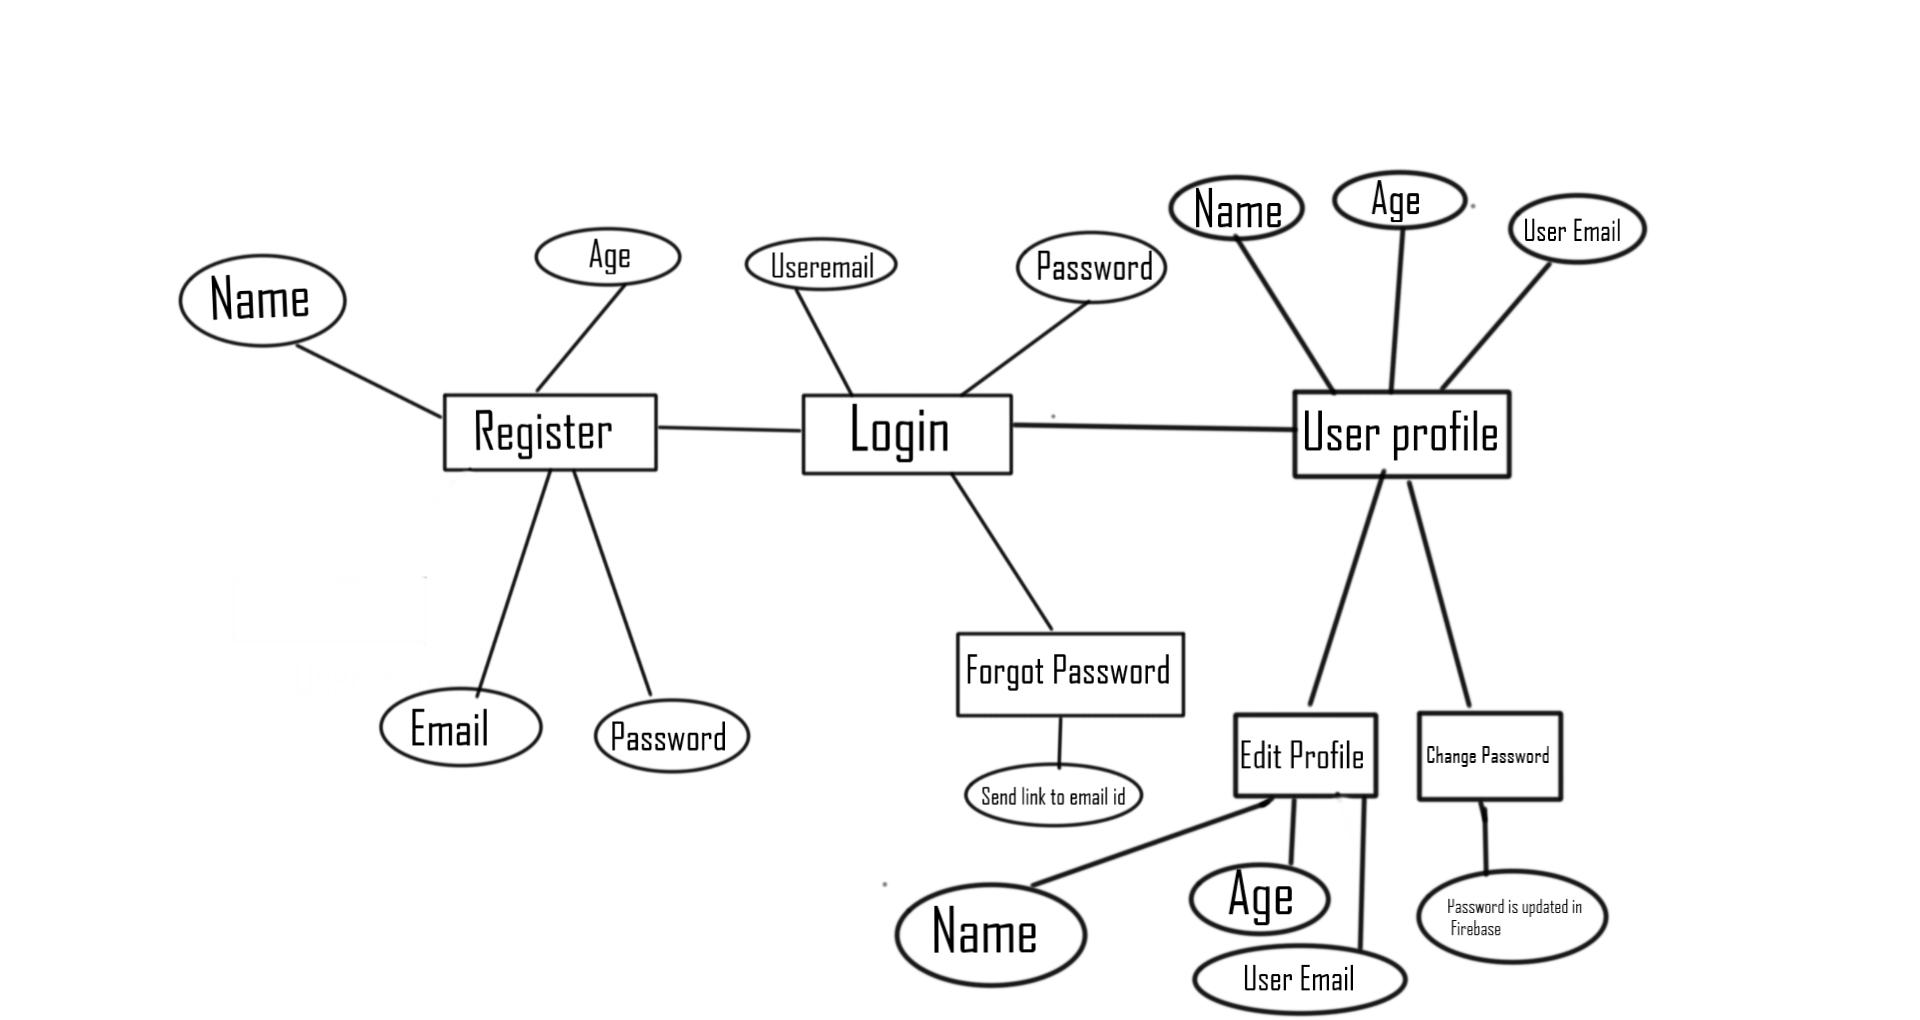 Name
Age
Useremail
Password
Name
Age
User Email
Register
Login
User profile
Email
Password
Forgot Password
Send link to email id
Edit Profile
Change Password
Name
Age
User Email
Password is updated in
Firebase